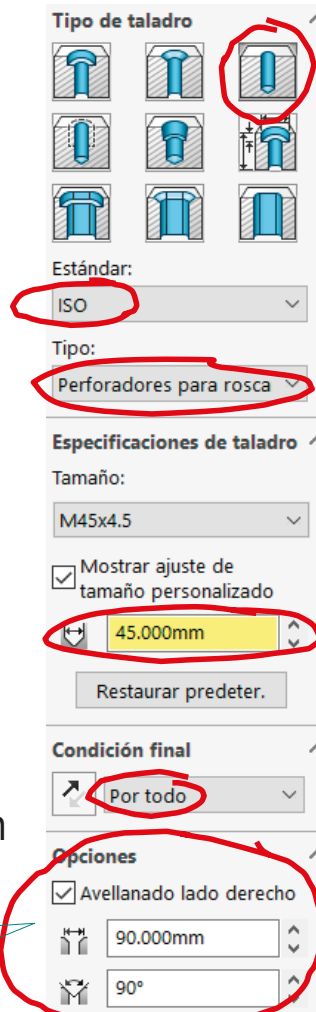 Tipo de taladro
Estándar:
ISO
Tipo:
Perforadores para rosca
Especificaciones de taladro
Tamaño:
M45x4.5
Mostrar ajuste de
tamaño personalizado
45.000mm
Restaurar predeter.
Condición final
Por todo
Opciones
Avellanado lado derecho
90.000mm
90°